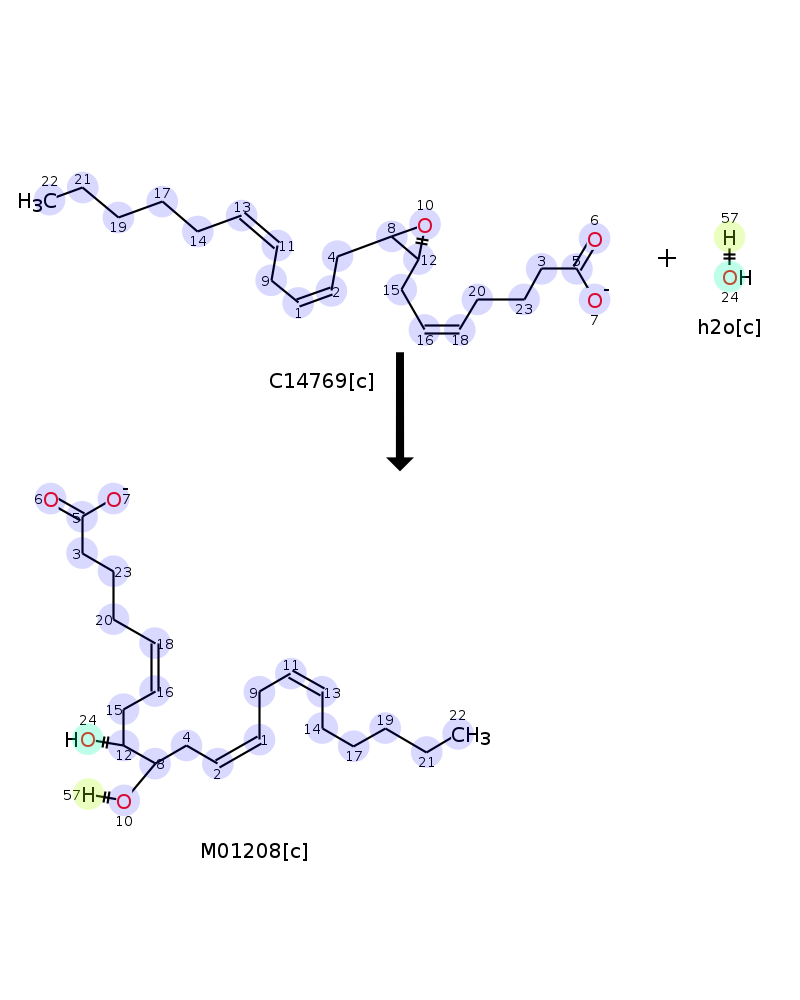 22 21 17 13 10 57
H3C 8 O 6 H
19 14 11 4 12 3 5 O + OH
9 2 15 20 23 O- 24
1 16 18 7 h2o[c]
C14769[c]
6 O O- 7
5
3 23
20 18
11
15 16 9 13
24 22
HO 12 4 1 14 19 CH3
8 2 17 21
57 H O
10
M01208[c]